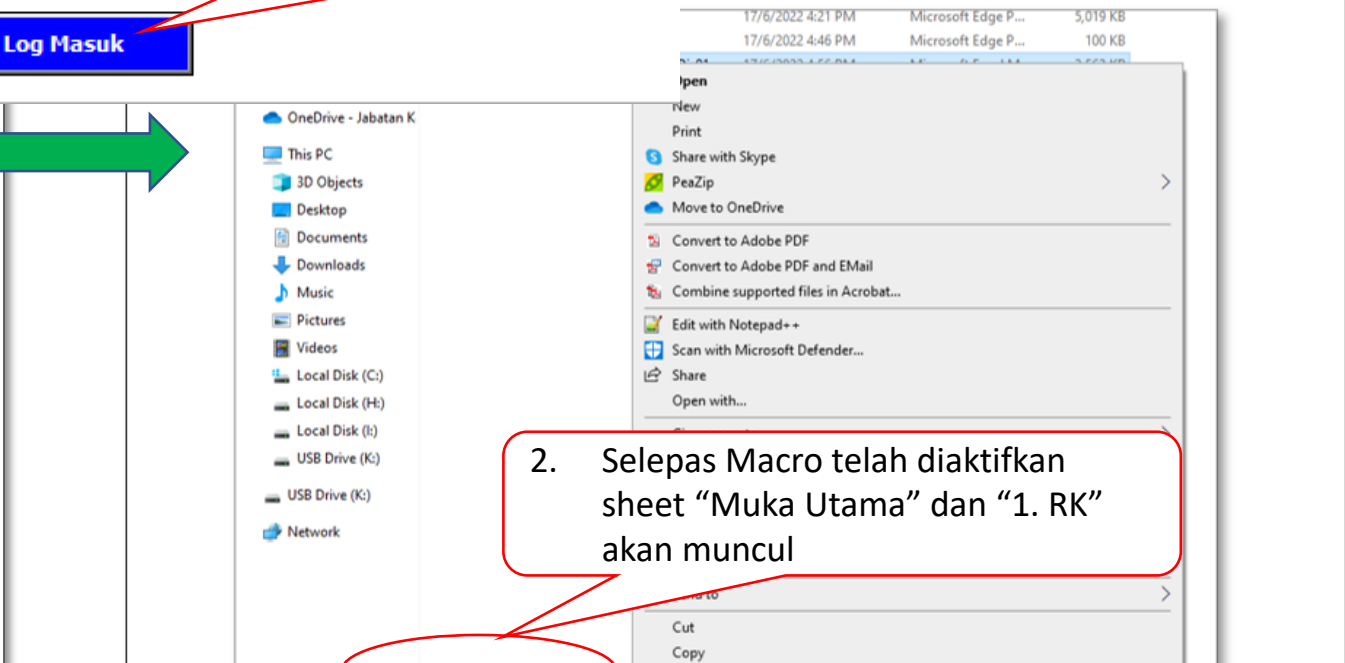 Log Masuk
17/6/2022 4:21 PM Microsoft Edge P... 5,019 KB
17/6/2022 4:46 PM Microsoft Edge P... 100 KB
Open
New
Print
Share with Skype
PeaZip
Move to OneDrive
Convert to Adobe PDF
Convert to Adobe PDF and EMail
Combine supported files in Acrobat...
Edit with Notepad++
Scan with Microsoft Defender...
Share
Open with...
OneDrive - Jabatan K
This PC
3D Objects
Desktop
Documents
Downloads
Music
Pictures
Videos
Local Disk (C:)
Local Disk (H:)
Local Disk (I:)
USB Drive (K:)
USB Drive (K:)
Network
2. Selepas Macro telah diaktifkan
sheet “Muka Utama” dan “1. RK”
akan muncul
Cut
Copy